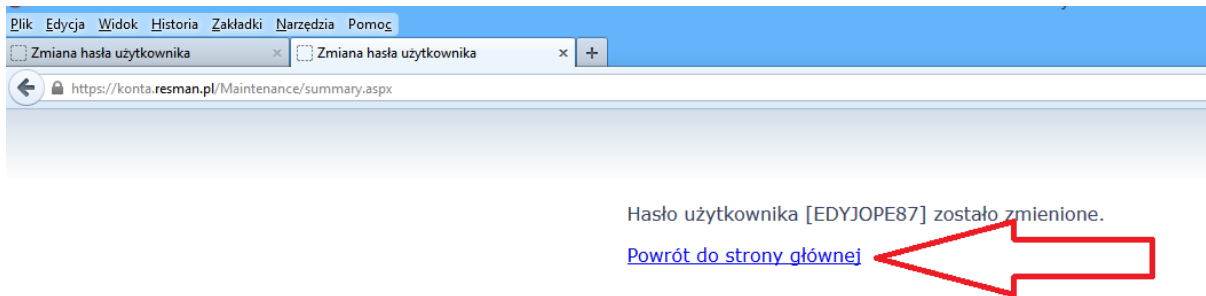 Plik Edycja Widok Historia Zakładki Narzędzia Pomoc
Zmiana hasła użytkownika × Zmiana hasła użytkownika × +
https://konta.resman.pl/Maintenance/summary.aspx
Hasło użytkownika [EDYJOPE87] zostało zmienione.
Powrót do strony głównej